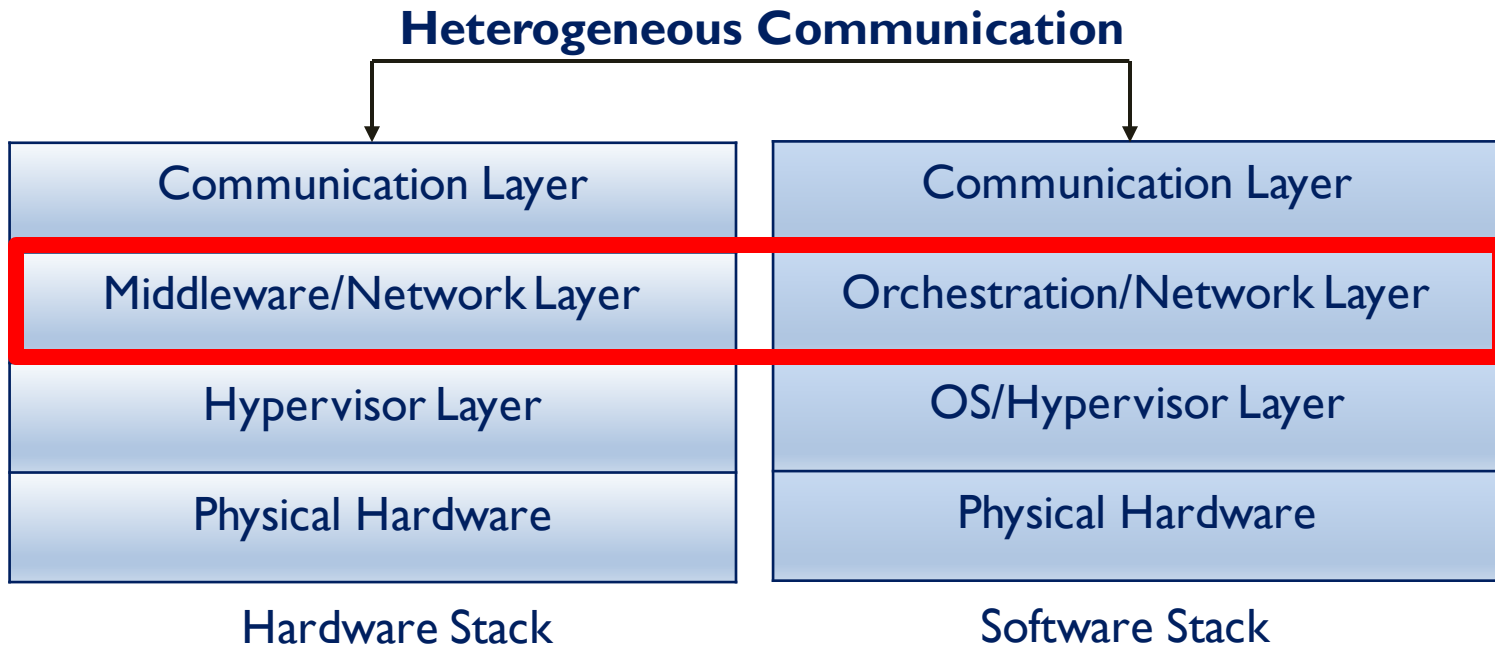 Heterogeneous Communication
Communication Layer
Middleware/Network Layer
Hypervisor Layer
Physical Hardware
Hardware Stack
Communication Layer
Orchestration/Network Layer
OS/Hypervisor Layer
Physical Hardware
Software Stack